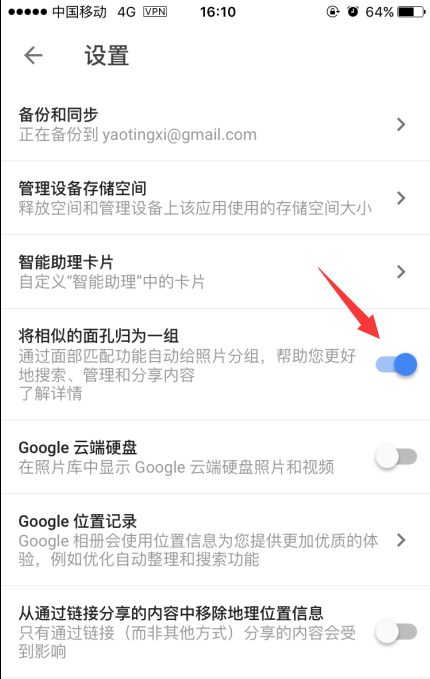 中国移动 4G VPN 16:10 64%
设置
备份和同步
正在备份到 yaotingxi@gmail.com
管理设备存储空间
释放空间和管理设备上该应用使用的存储空间大小
智能助理卡片
自定义“智能助理”中的卡片
将相似的面孔归为一组
通过面部匹配功能自动给照片分组，帮助您更好
地搜索、管理和分享内容
了解详情
Google 云端硬盘
在照片库中显示 Google 云端硬盘照片和视频
Google 位置记录
Google 相册会使用位置信息为您提供更加优质的体
验，例如优化自动整理和搜索功能
从通过链接分享的内容中移除地理位置信息
只有通过链接（而非其他方式）分享的内容会受
到影响